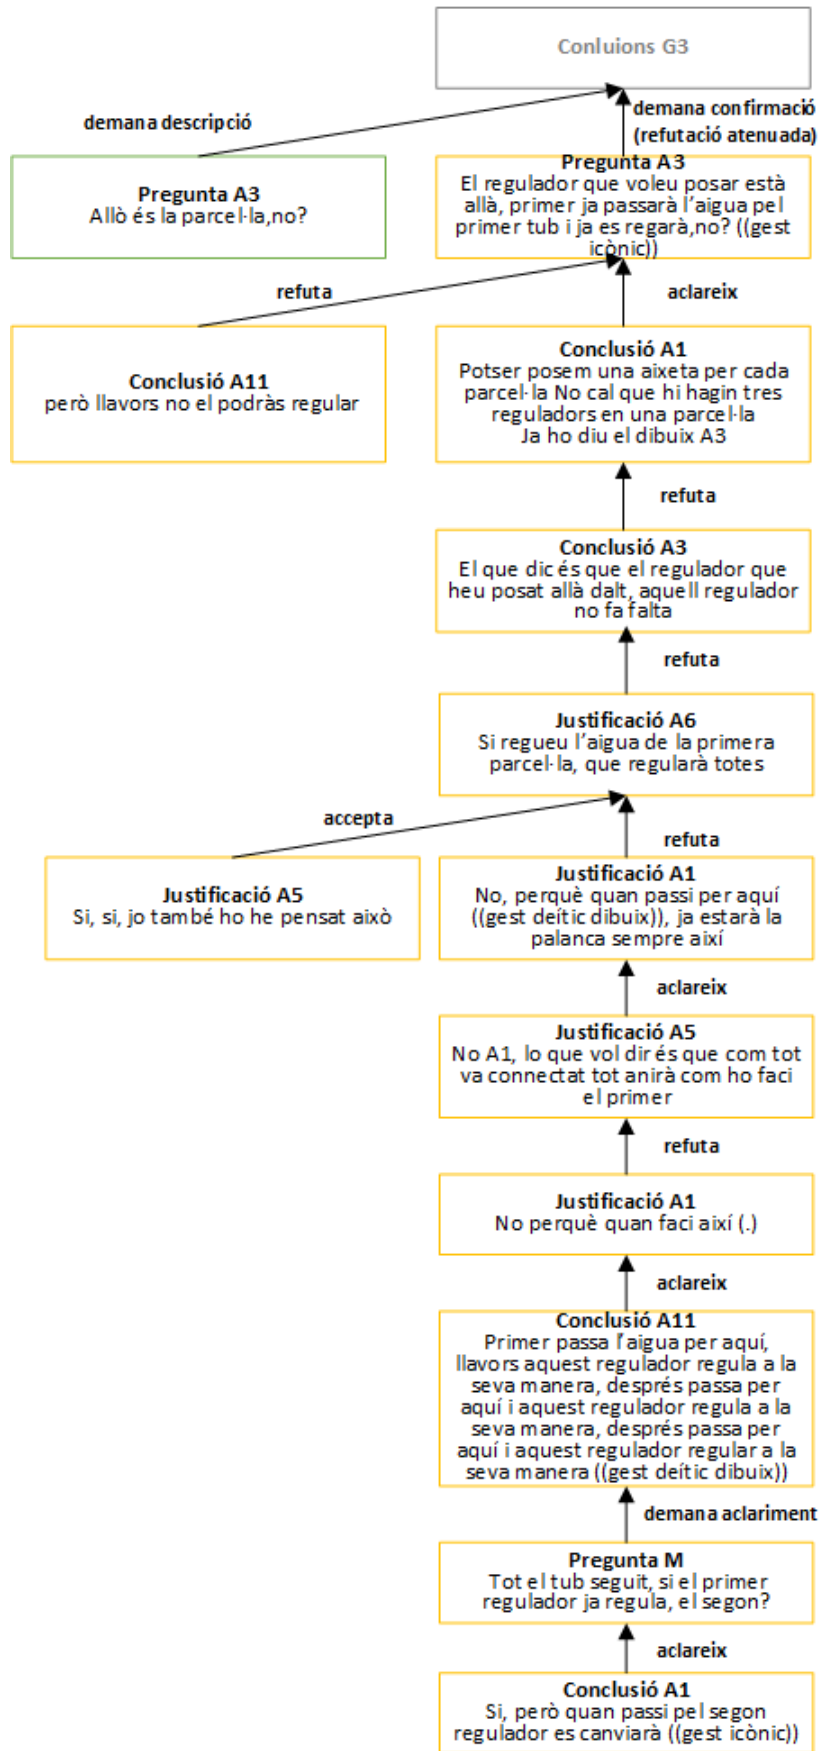 Conluions G3
demana descripció
demana confirmació
(refutació atenuada)
Pregunta A3
Allò és la parcel·la,no?
Pregunta A3
El regulador que voleu posar està
allà, primer ja passarà l'aigua pel
primer tub i ja es regarà,no? ((gest
icònic))
refuta
aclareix
Conclusió A11
però llavors no el podràs regular
Conclusió A1
Potser posem una aixeta per cada
parcel·la No cal que hi hagin tres
reguladors en una parcel·la
Ja ho diu el dibuix A3
refuta
Conclusió A3
El que dic és que el regulador que
heu posat allà dalt, aquell regulador
no fa falta
refuta
Justificació A6
Si regueu l'aigua de la primera
parcel·la, que regularà totes
accepta
refuta
Justificació A5
Si, si, jo també ho he pensat això
Justificació A1
No, perquè quan passi per aquí
((gest deític dibuix)), ja estarà la
palanca sempre així
aclareix
Justificació A5
No A1, lo que vol dir és que com tot
va connectat tot anirà com ho faci
el primer
refuta
Justificació A1
No perquè quan faci així (.)
aclareix
Conclusió A11
Primer passa l'aigua per aquí,
llavors aquest regulador regula a la
seva manera, després passa per
aquí i aquest regulador regula a la
seva manera, després passa per
aquí i aquest regulador regular a la
seva manera ((gest deític dibuix))
demana aclariment
Pregunta M
Tot el tub seguit, si el primer
regulador ja regula, el segon?
aclareix
Conclusió A1
Si, però quan passi pel segon
regulador es canviarà ((gest icònic))